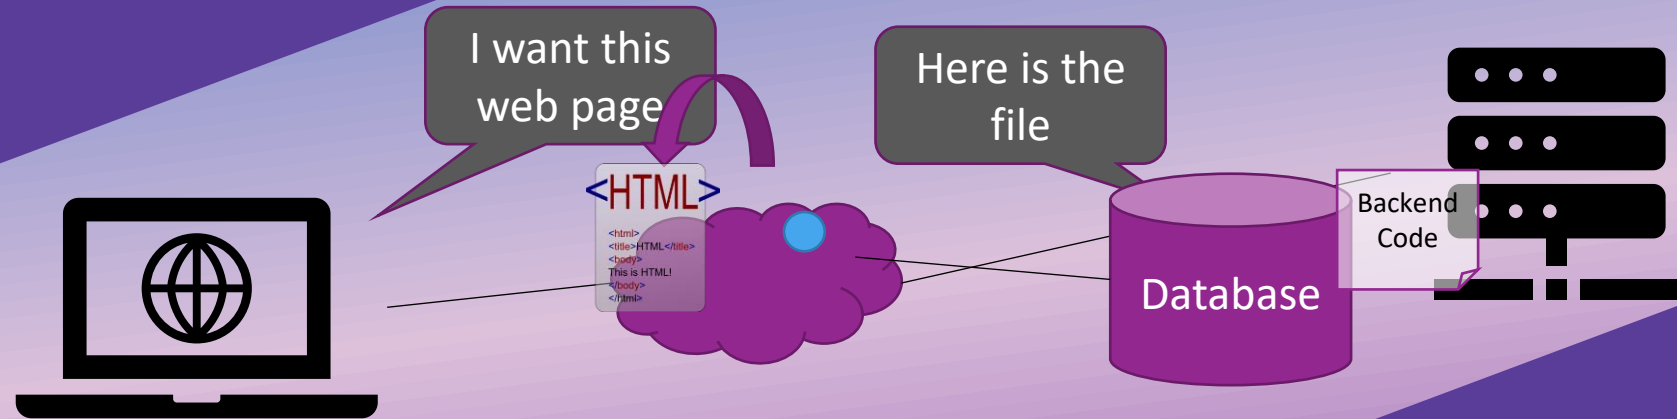 I want this
web page
Here is the
file
<HTML>
<html>
<title>HTML</title>
<body>
This is HTML!
</body>
</html>
Database
Backend
Code